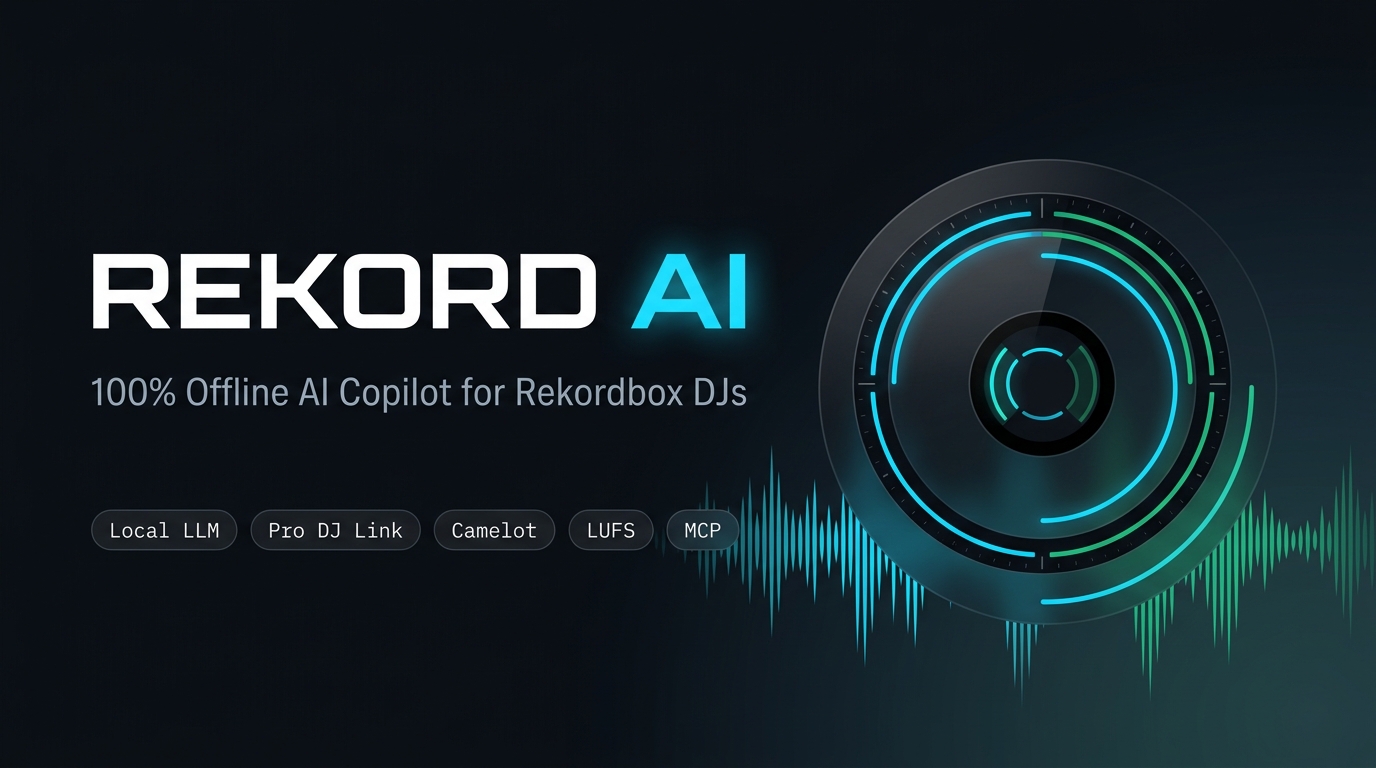 REKORD AI
100% Offline AI Copilot for Rekordbox DJs
Local LLM Pro DJ Link Camelot LUFS MCP